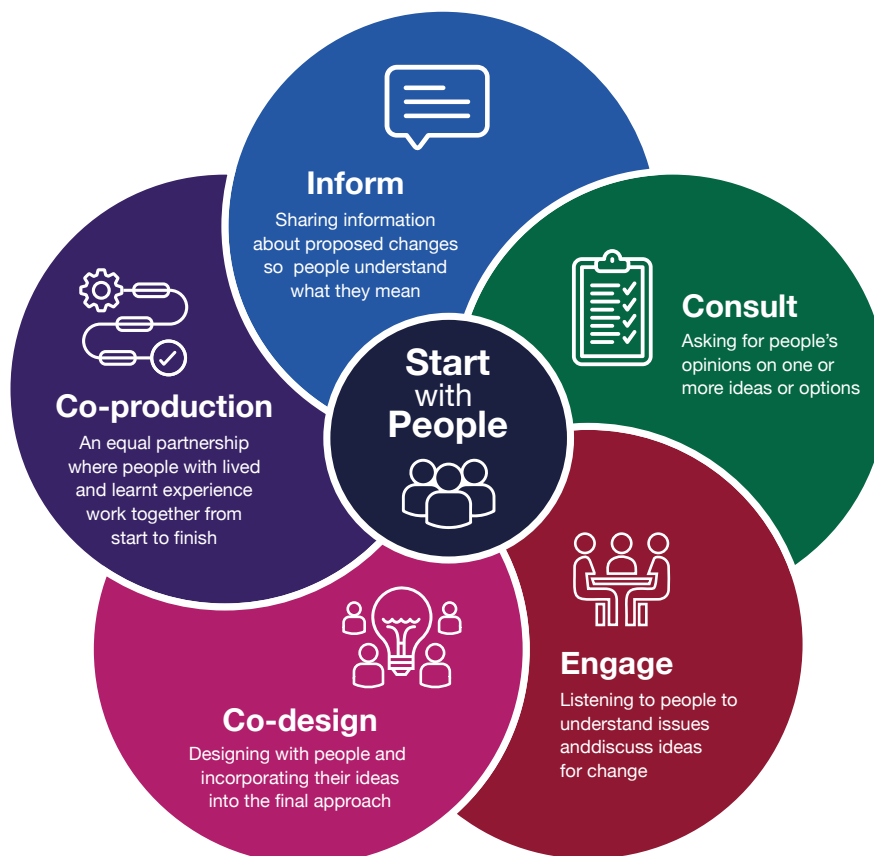 Inform
Sharing information
about proposed changes
so people understand
what they mean
Consult
Asking for people's
opinions on one or
more ideas or options
Engage
Listening to people to
understand issues
anddiscuss ideas
for change
Co-design
Designing with people and
incorporating their ideas
into the final approach
Co-production
An equal partnership
where people with lived
and learnt experience
work together from
start to finish
Start
with
People